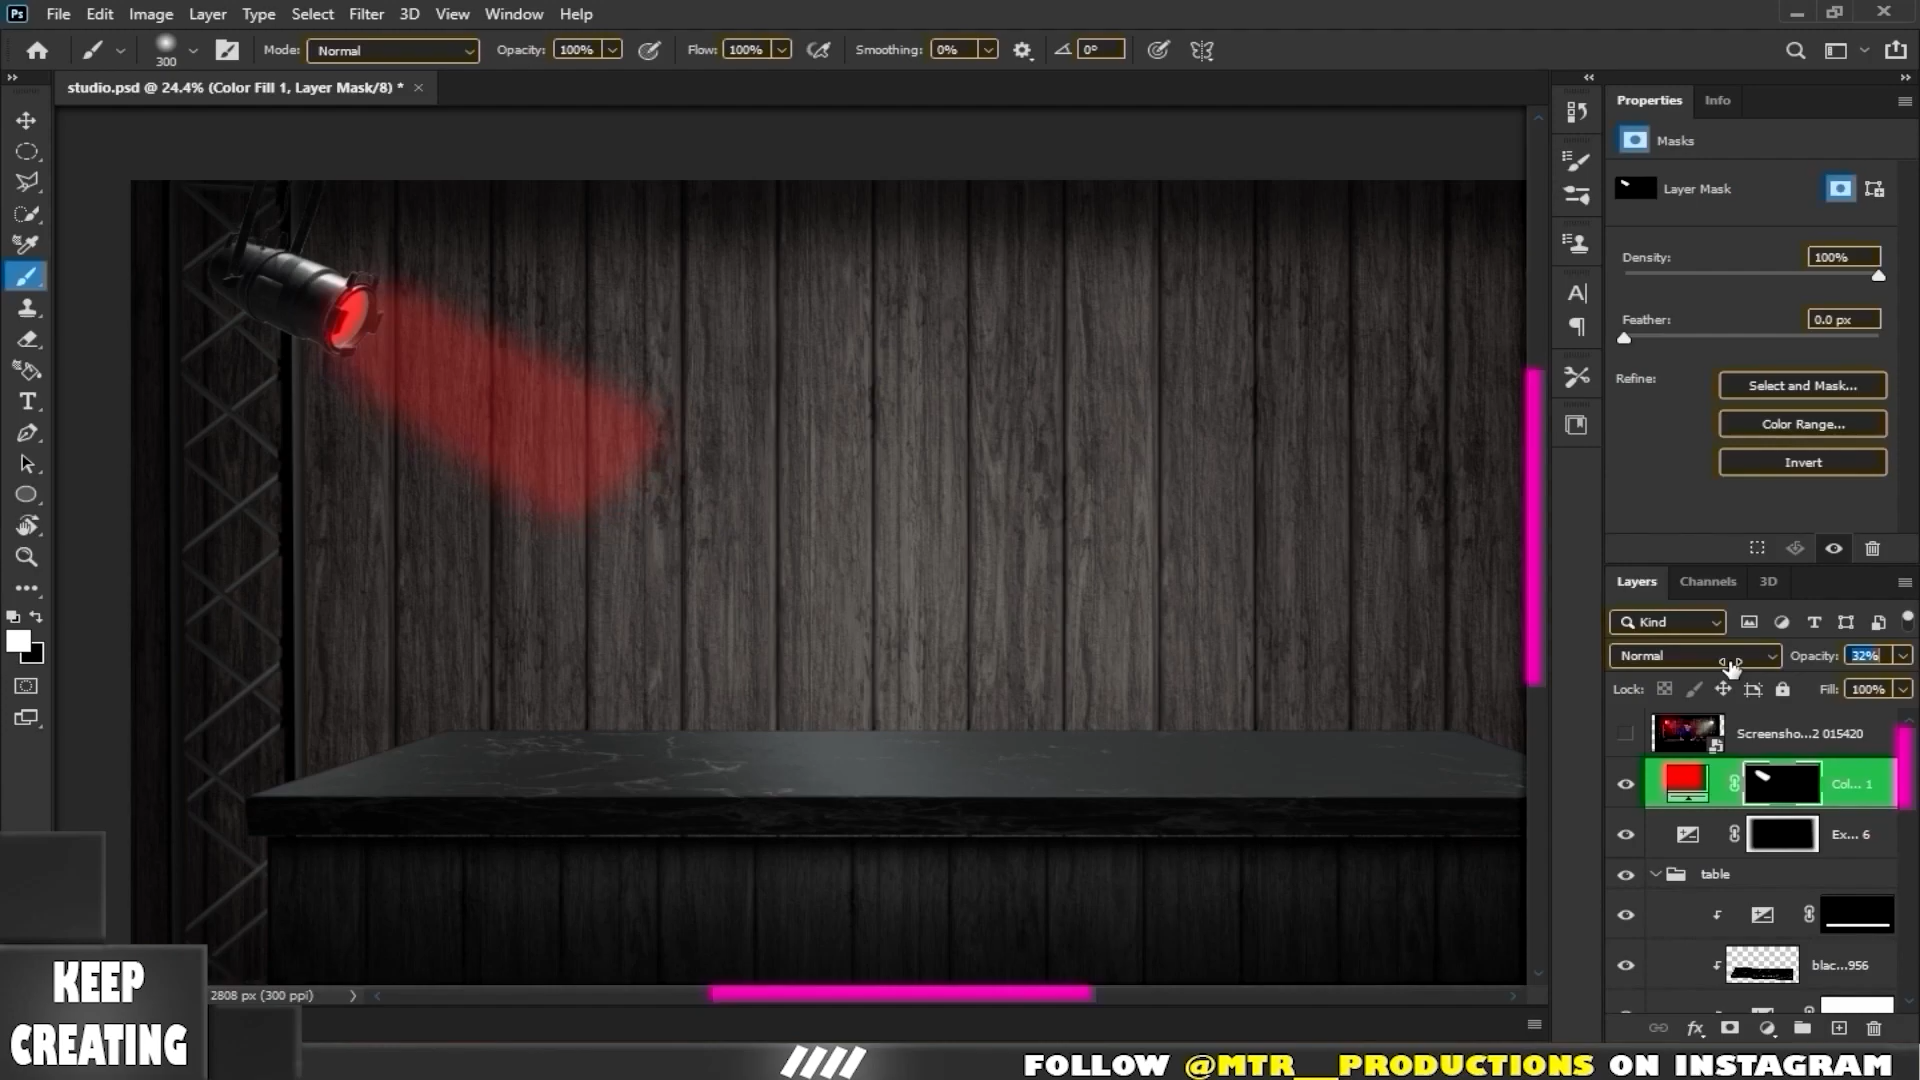 Ps File Edit Image Layer Type Select Filter 3D View Window Help
300 Mode: Normal Opacity: 100% Flow: 100% Smoothing: 0% 0°
studio.psd @ 24.4% (Color Fill 1, Layer Mask/8) * ×
Properties Info
Masks
Layer Mask
Density: 100%
Feather: 0.0 px
Refine: Select and Mask...
Color Range...
Invert
Layers Channels 3D
Kind
Normal Opacity: 32%
Lock: Fill: 100%
Screensho...2 015420
Col... 1
Ex... 6
table
blac...956
2808 px (300 ppi)
KEEP
CREATING
FOLLOW @MTR__PRODUCTIONS ON INSTAGRAM